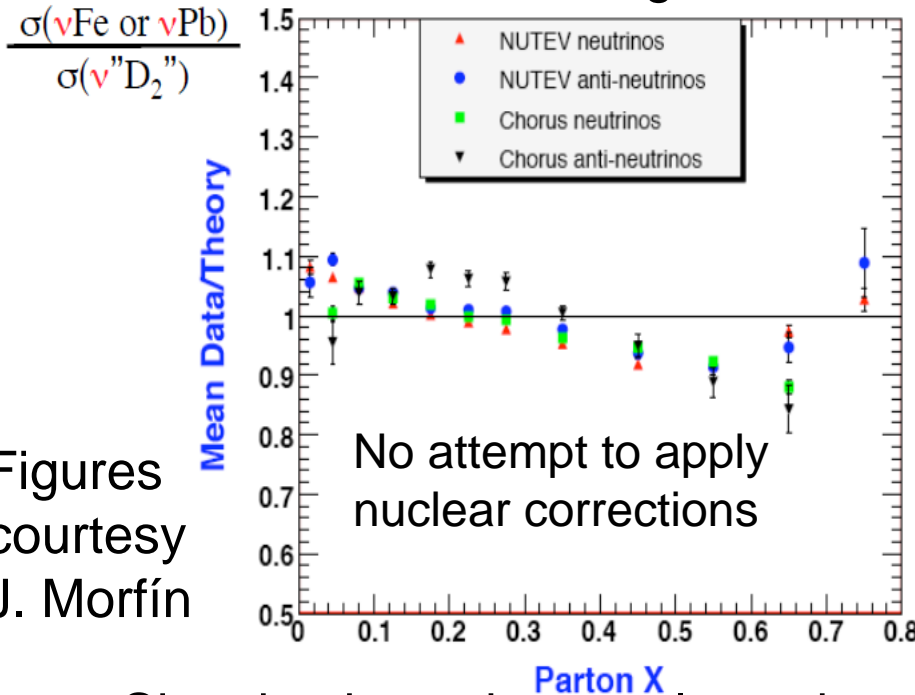 σ(νFe or νPb)
σ(ν"D₂")
1.5
1.4
1.3
1.2
1.1
1
0.9
0.8
0.7
0.6
0.5
Mean Data/Theory
NUTEV neutrinos
NUTEV anti-neutrinos
Chorus neutrinos
Chorus anti-neutrinos
No attempt to apply
nuclear corrections
Figures
courtesy
J. Morfín
0 0.1 0.2 0.3 0.4 0.5 0.6 0.7 0.8
Parton X